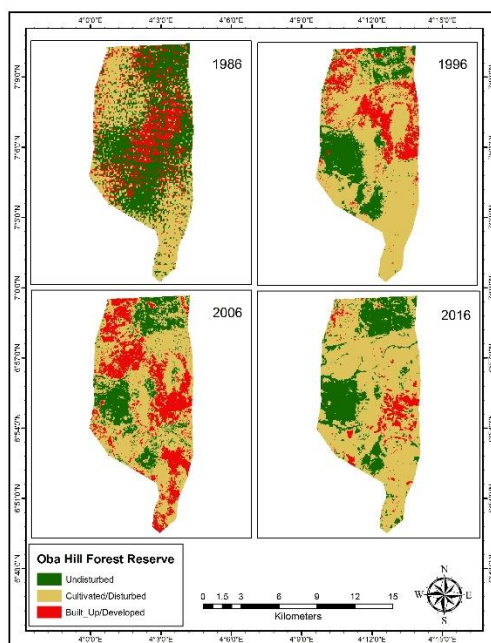 4°0'0"E 4°3'0"E 4°6'0"E 4°9'0"E 4°12'0"E 4°15'0"E
7°9'0"N
7°6'0"N
7°3'0"N
7°0'0"N
6°57'0"N
6°54'0"N
6°51'0"N
1986
1996
2006
2016
Oba Hill Forest Reserve
Undisturbed
Cultivated/Disturbed
Built_Up/Developed
0 1.5 3 6 9 12 15
Kilometers
N
W E
S
4°0'0"E 4°3'0"E 4°6'0"E 4°9'0"E 4°12'0"E 4°15'0"E